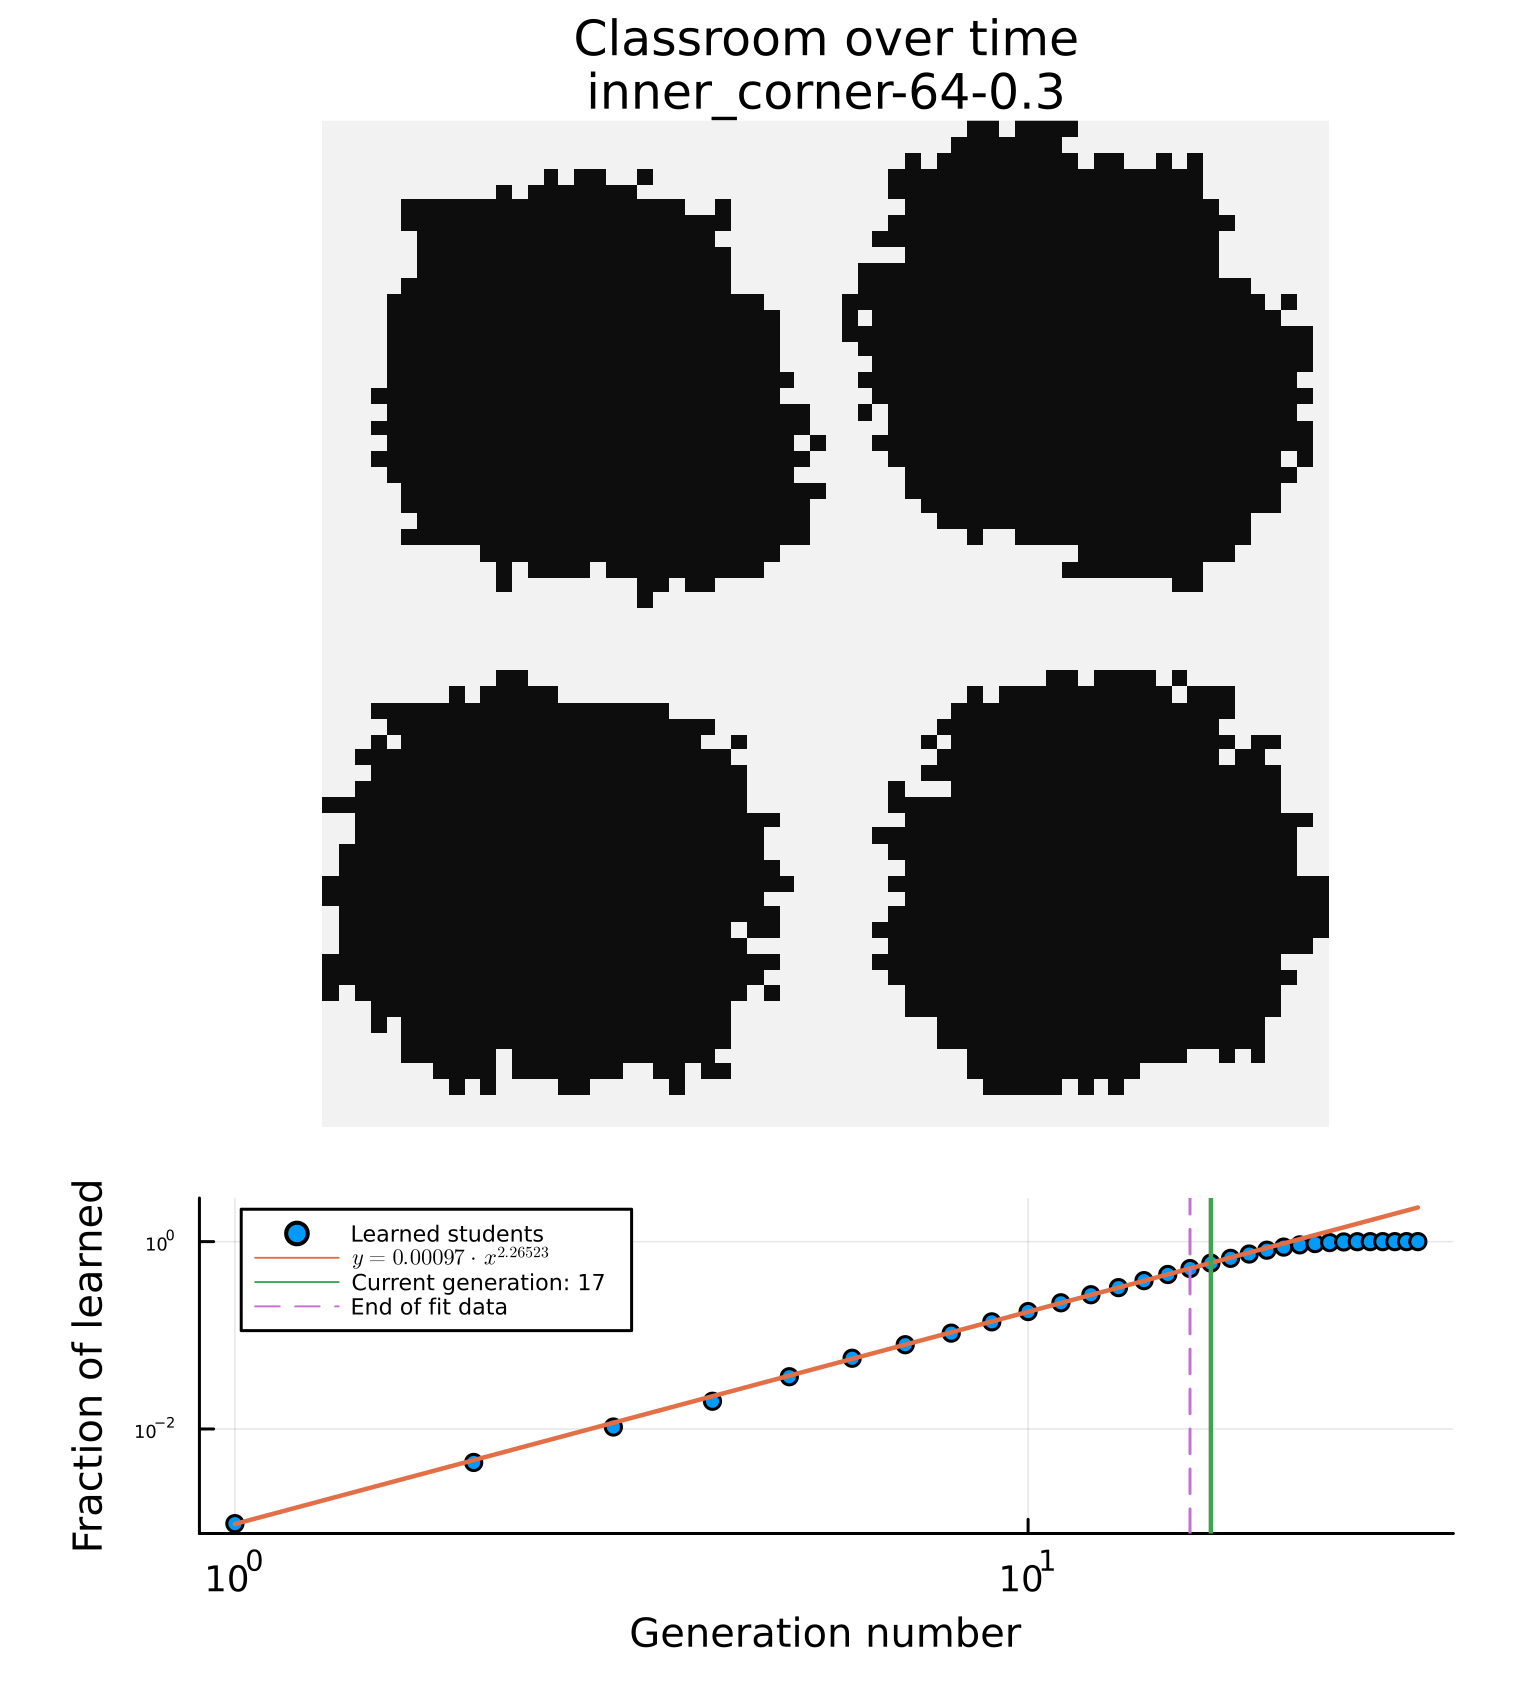 Classroom over time
inner_corner-64-0.3
Fraction of learned
10^0
10^{-2}
Learned students
y = 0.00097 · x^{2.26523}
Current generation: 17
End of fit data
10^0
10^1
Generation number